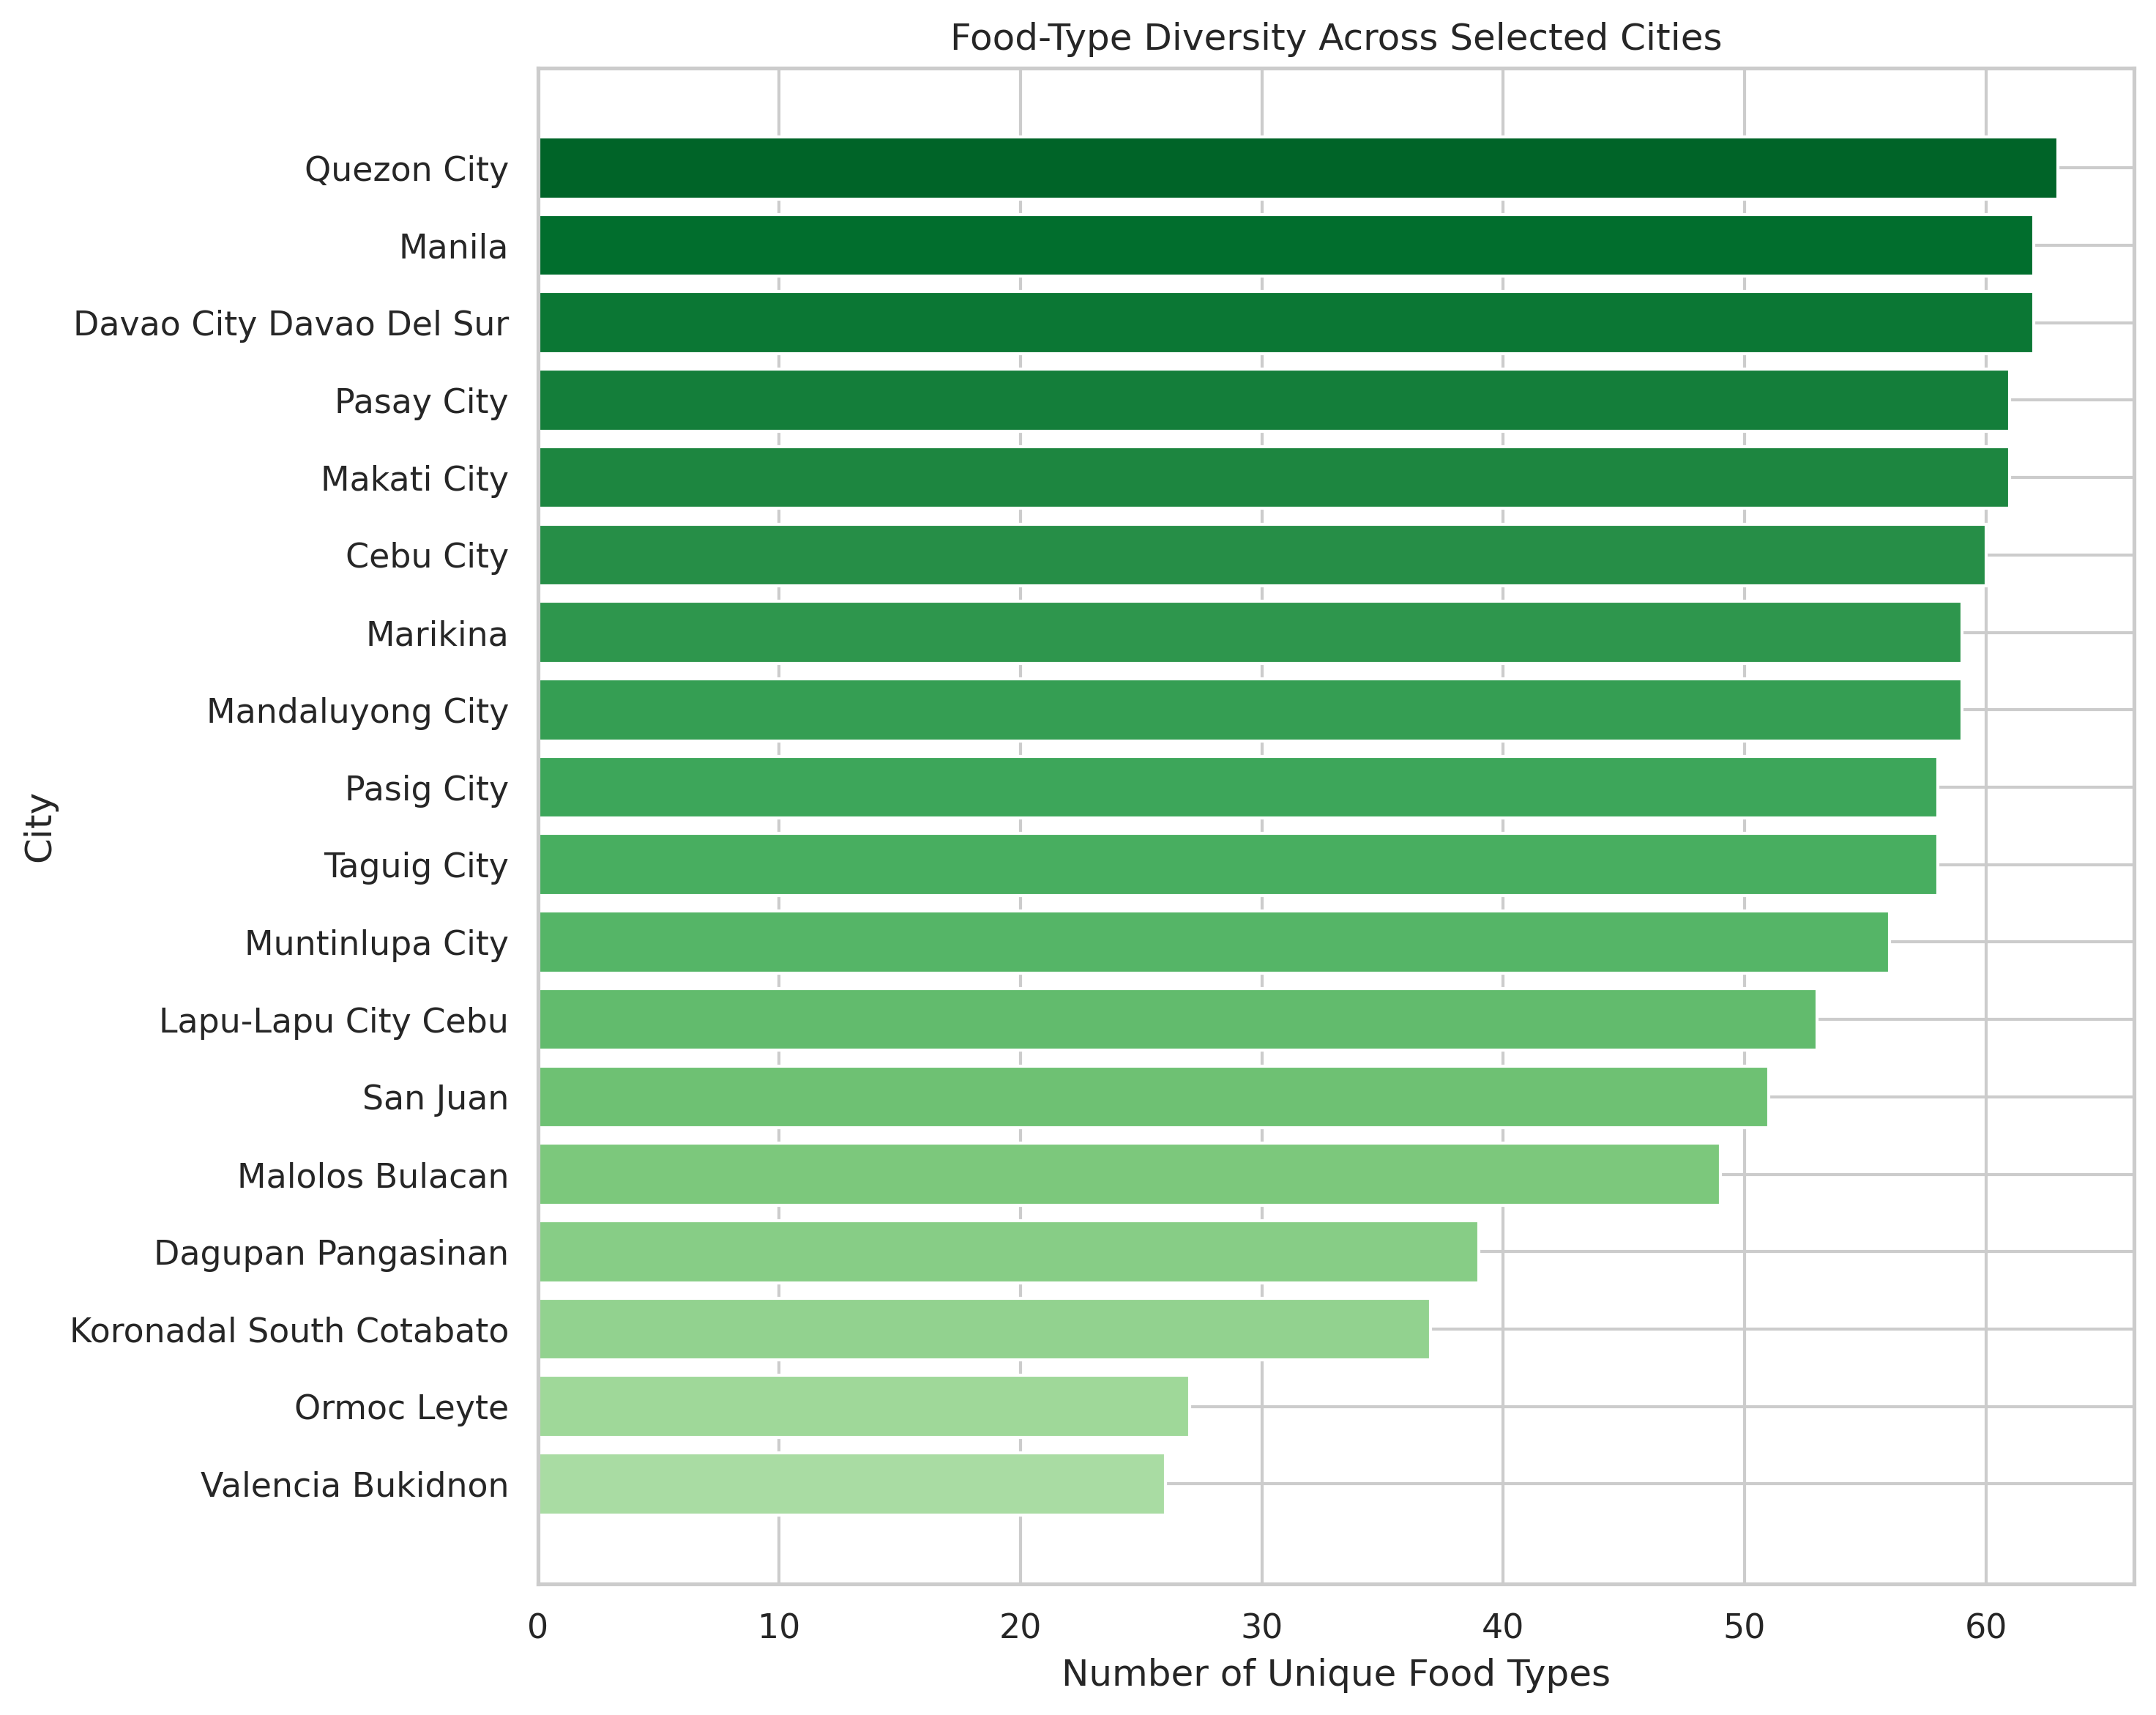 Food-Type Diversity Across Selected Cities
City
Quezon City
Manila
Davao City Davao Del Sur
Pasay City
Makati City
Cebu City
Marikina
Mandaluyong City
Pasig City
Taguig City
Muntinlupa City
Lapu-Lapu City Cebu
San Juan
Malolos Bulacan
Dagupan Pangasinan
Koronadal South Cotabato
Ormoc Leyte
Valencia Bukidnon
0 10 20 30 40 50 60
Number of Unique Food Types